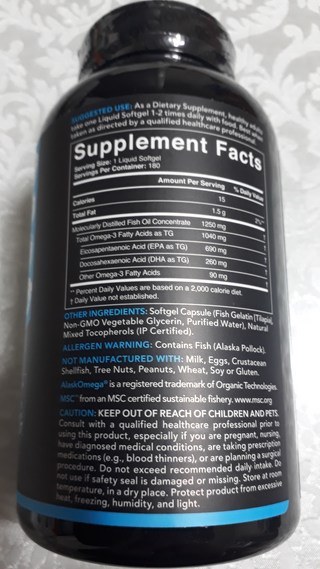 SUGGESTED USE: As a Dietary Supplement, healthy adults
take one Liquid Softgel 1-2 times daily with food. Best when
taken as directed by a qualified healthcare professional.
Supplement Facts
Serving Size: 1 Liquid Softgel
Servings Per Container: 180
Amount Per Serving % Daily Value
Calories 15
Total Fat 1.5 g 2%**
Molecularly Distilled Fish Oil Concentrate 1250 mg †
Total Omega-3 Fatty Acids as TG 1040 mg †
Eicosapentaenoic Acid (EPA as TG) 690 mg †
Docosahexaenoic Acid (DHA as TG) 260 mg †
Other Omega-3 Fatty Acids 90 mg †
** Percent Daily Values are based on a 2,000 calorie diet.
† Daily Value not established.
OTHER INGREDIENTS: Softgel Capsule (Fish Gelatin [Tilapia],
Non-GMO Vegetable Glycerin, Purified Water), Natural
Mixed Tocopherols (IP Certified).
ALLERGEN WARNING: Contains Fish (Alaska Pollock).
NOT MANUFACTURED WITH: Milk, Eggs, Crustacean
Shellfish, Tree Nuts, Peanuts, Wheat, Soy or Gluten.
AlaskOmega® is a registered trademark of Organic Technologies.
MSC™ from an MSC certified sustainable fishery. www.msc.org
CAUTION: KEEP OUT OF REACH OF CHILDREN AND PETS.
Consult with a qualified healthcare professional prior to
using this product, especially if you are pregnant, nursing,
have diagnosed medical conditions, are taking prescription
medications (e.g., blood thinners), or are planning a surgical
procedure. Do not exceed recommended daily intake. Do
not use if safety seal is damaged or missing. Store at room
temperature, in a dry place. Protect product from excessive
heat, freezing, humidity, and light.